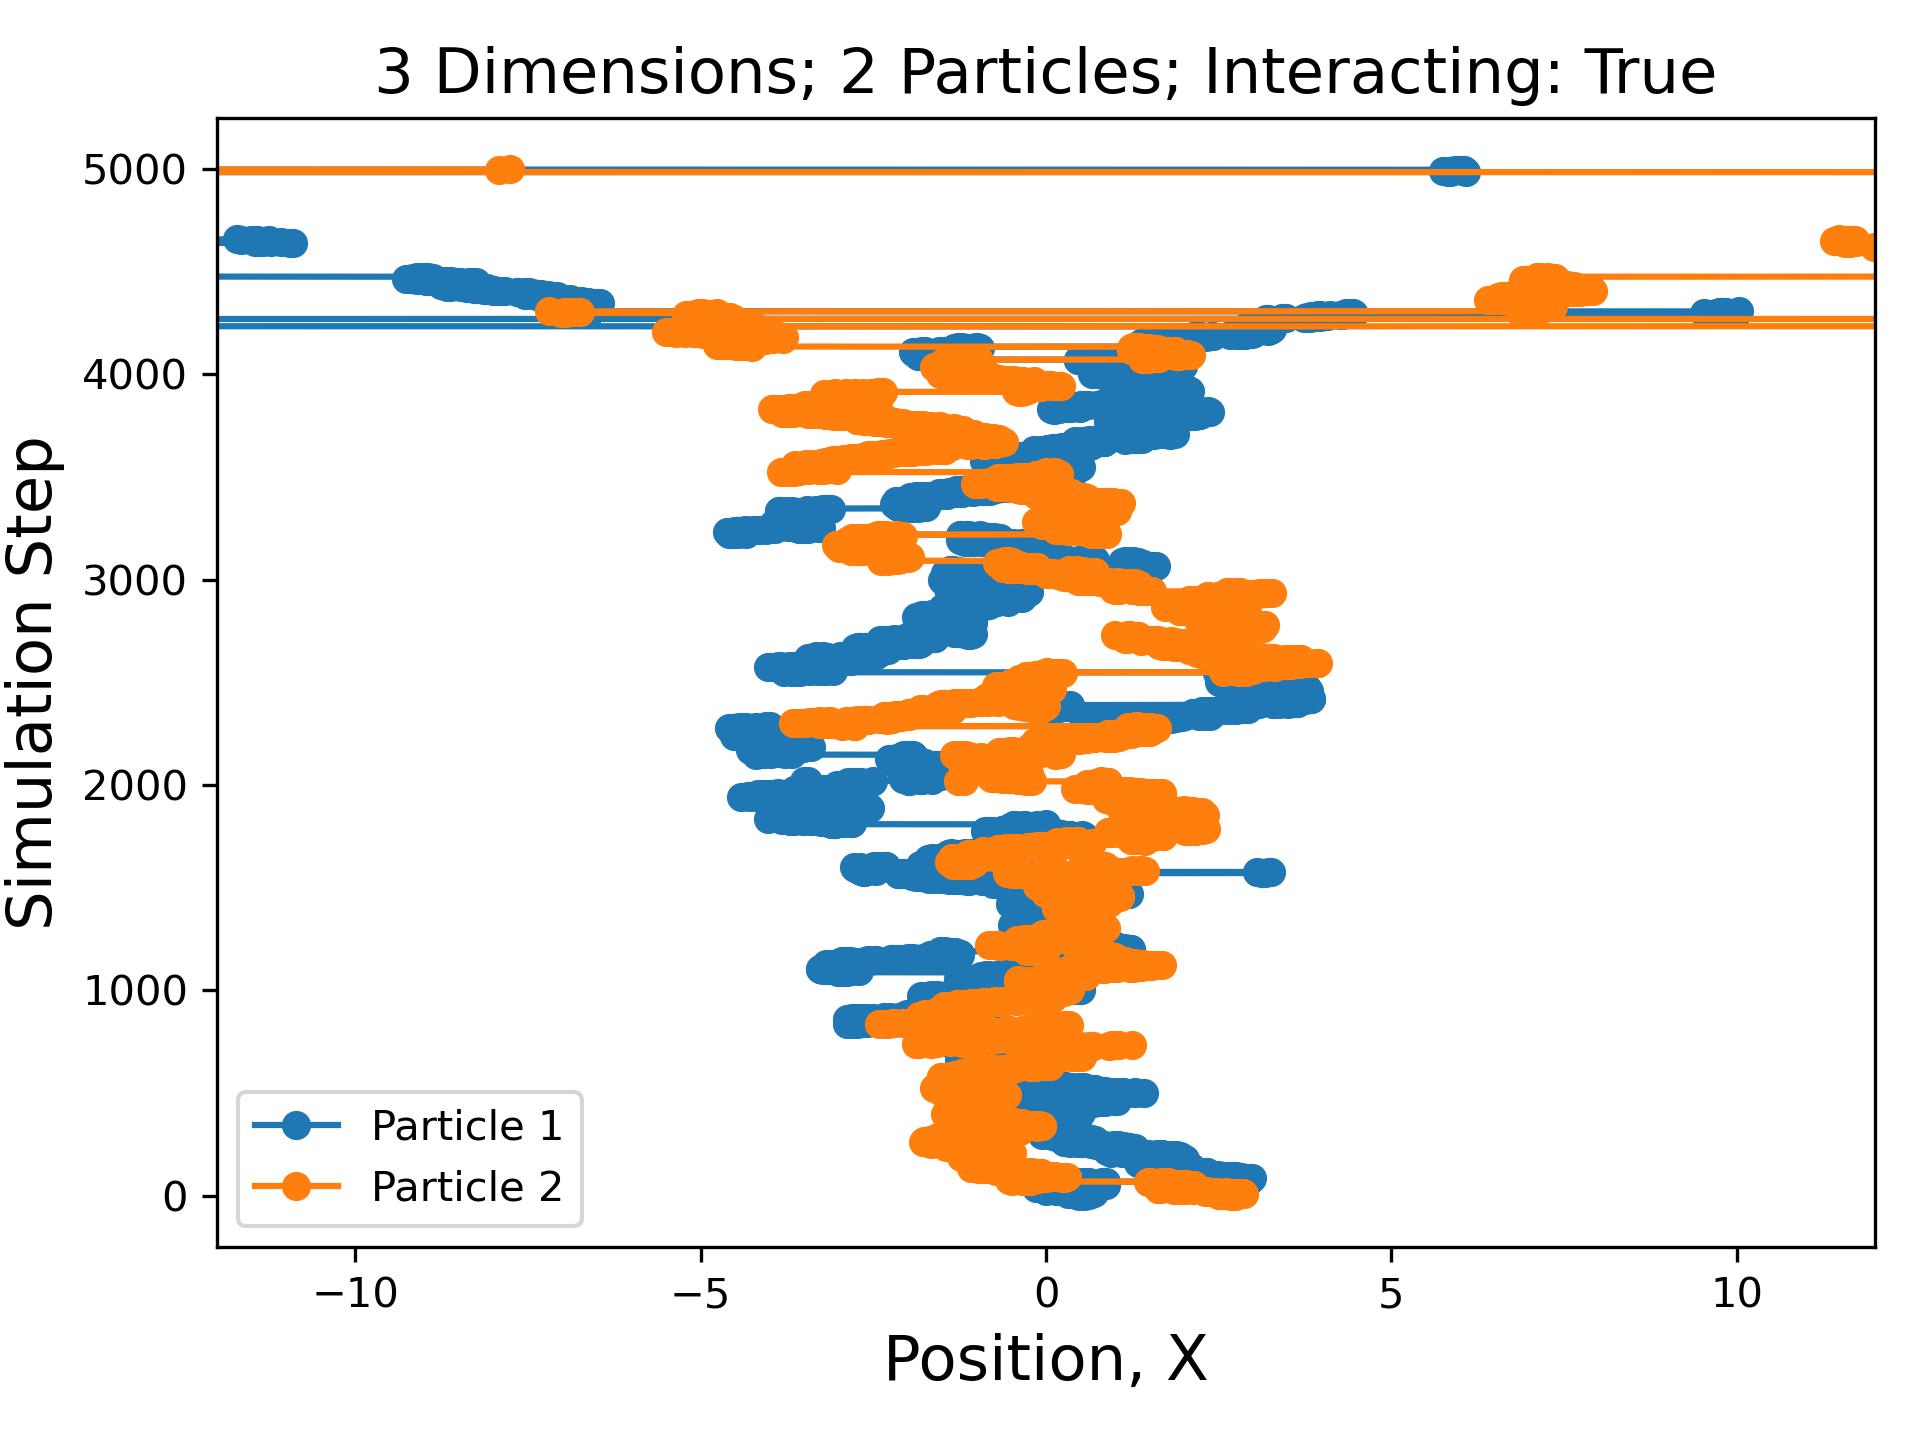 3 Dimensions; 2 Particles; Interacting: True
Simulation Step
5000
4000
3000
2000
1000
0
Particle 1
Particle 2
−10
−5
0
5
10
Position, X